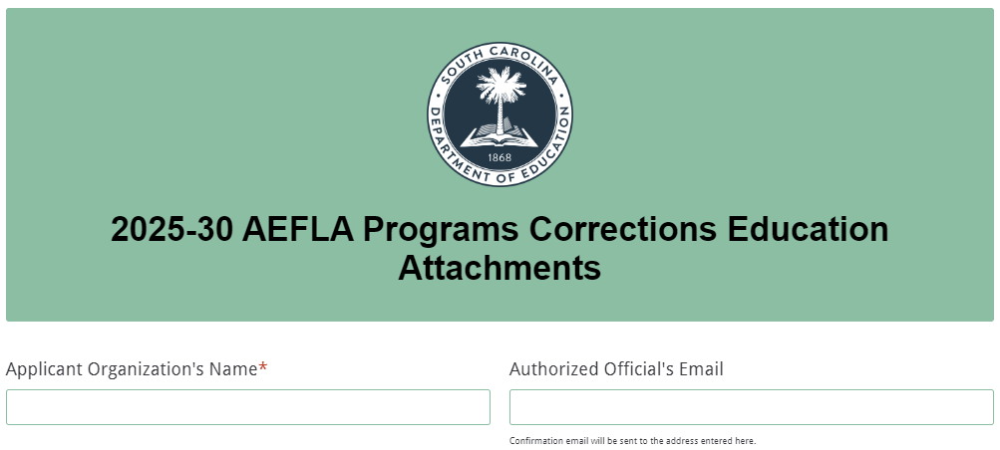 SOUTH CAROLINA
DEPARTMENT OF EDUCATION
1868
2025-30 AEFLA Programs Corrections Education
Attachments
Applicant Organization's Name*
Authorized Official's Email
Confirmation email will be sent to the address entered here.